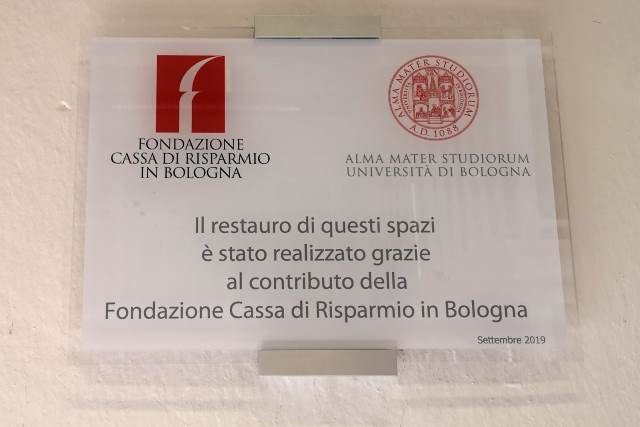 FONDAZIONE
CASSA DI RISPARMIO
IN BOLOGNA
ALMA MATER STUDIORUM
A.D. 1088
ALMA MATER STUDIORUM
UNIVERSITÀ DI BOLOGNA
Il restauro di questi spazi
è stato realizzato grazie
al contributo della
Fondazione Cassa di Risparmio in Bologna
Settembre 2019